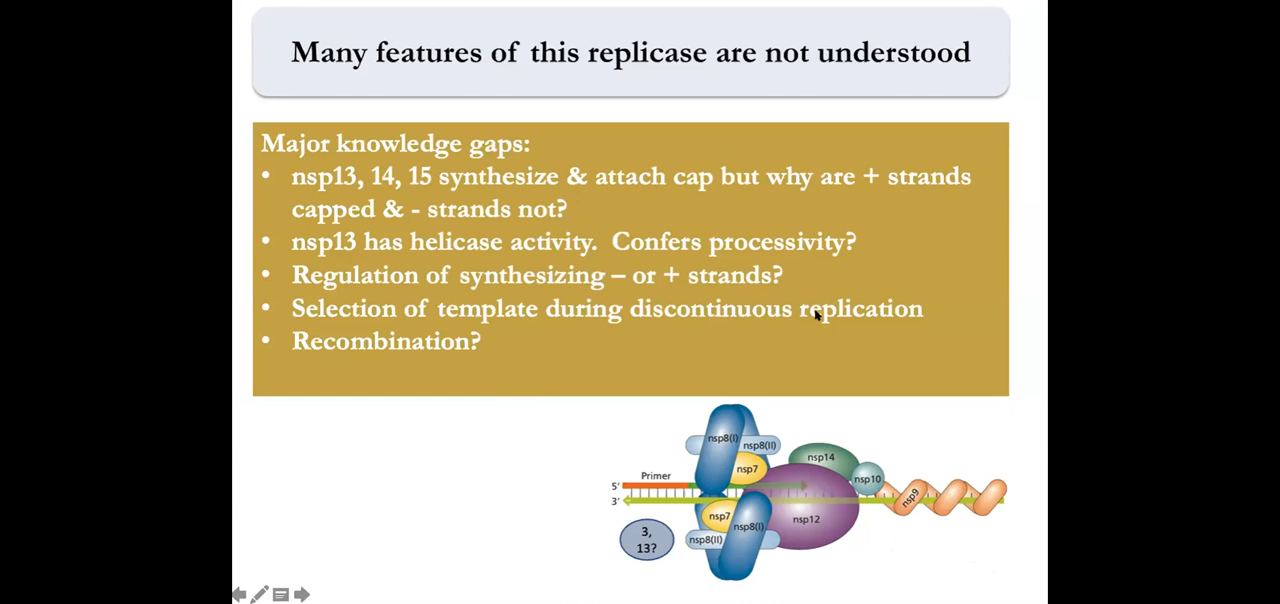 Many features of this replicase are not understood
Major knowledge gaps:
• nsp13, 14, 15 synthesize & attach cap but why are + strands
capped & - strands not?
• nsp13 has helicase activity.  Confers processivity?
• Regulation of synthesizing – or + strands?
• Selection of template during discontinuous replication
• Recombination?
nsp8(I)
nsp8(II)
nsp14
nsp7
Primer
nsp10
5'
3'
nsp9
nsp7
nsp8(I)
nsp12
3,
13?
nsp8(II)